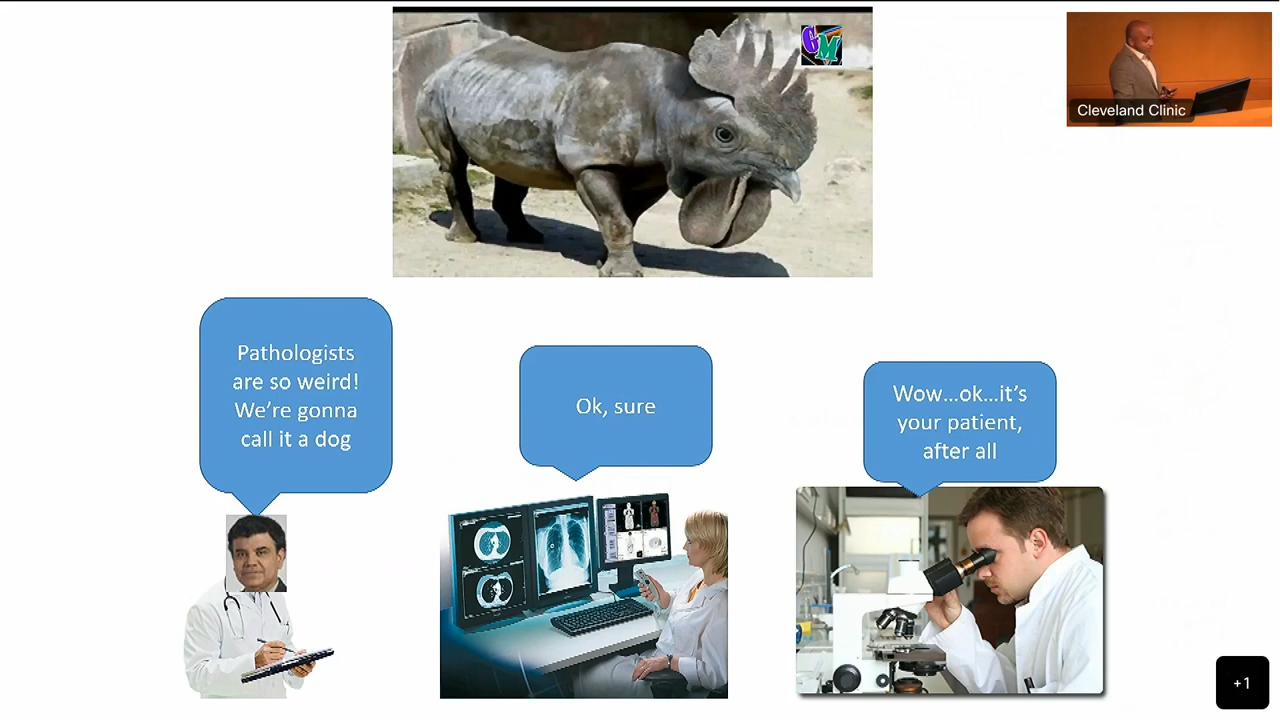 GM
Cleveland Clinic
Pathologists
are so weird!
We're gonna
call it a dog
Ok, sure
Wow...ok...it's
your patient,
after all
+1